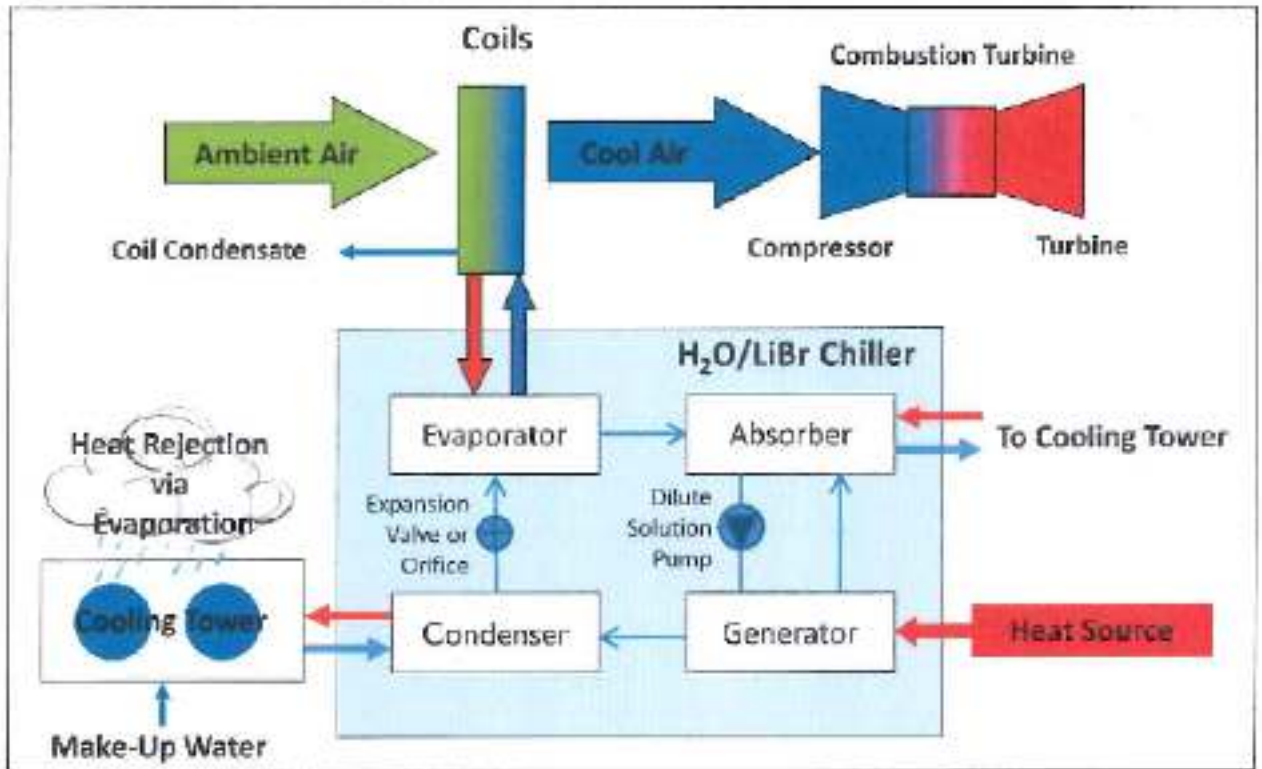 Coils
Combustion Turbine
Ambient Air
Cool Air
Coil Condensate
Compressor
Turbine
H₂O/LiBr Chiller
Heat Rejection
via
Evaporation
Evaporator
Absorber
To Cooling Tower
Expansion
Valve or
Orifice
Dilute
Solution
Pump
Cooling Tower
Condenser
Generator
Heat Source
Make-Up Water